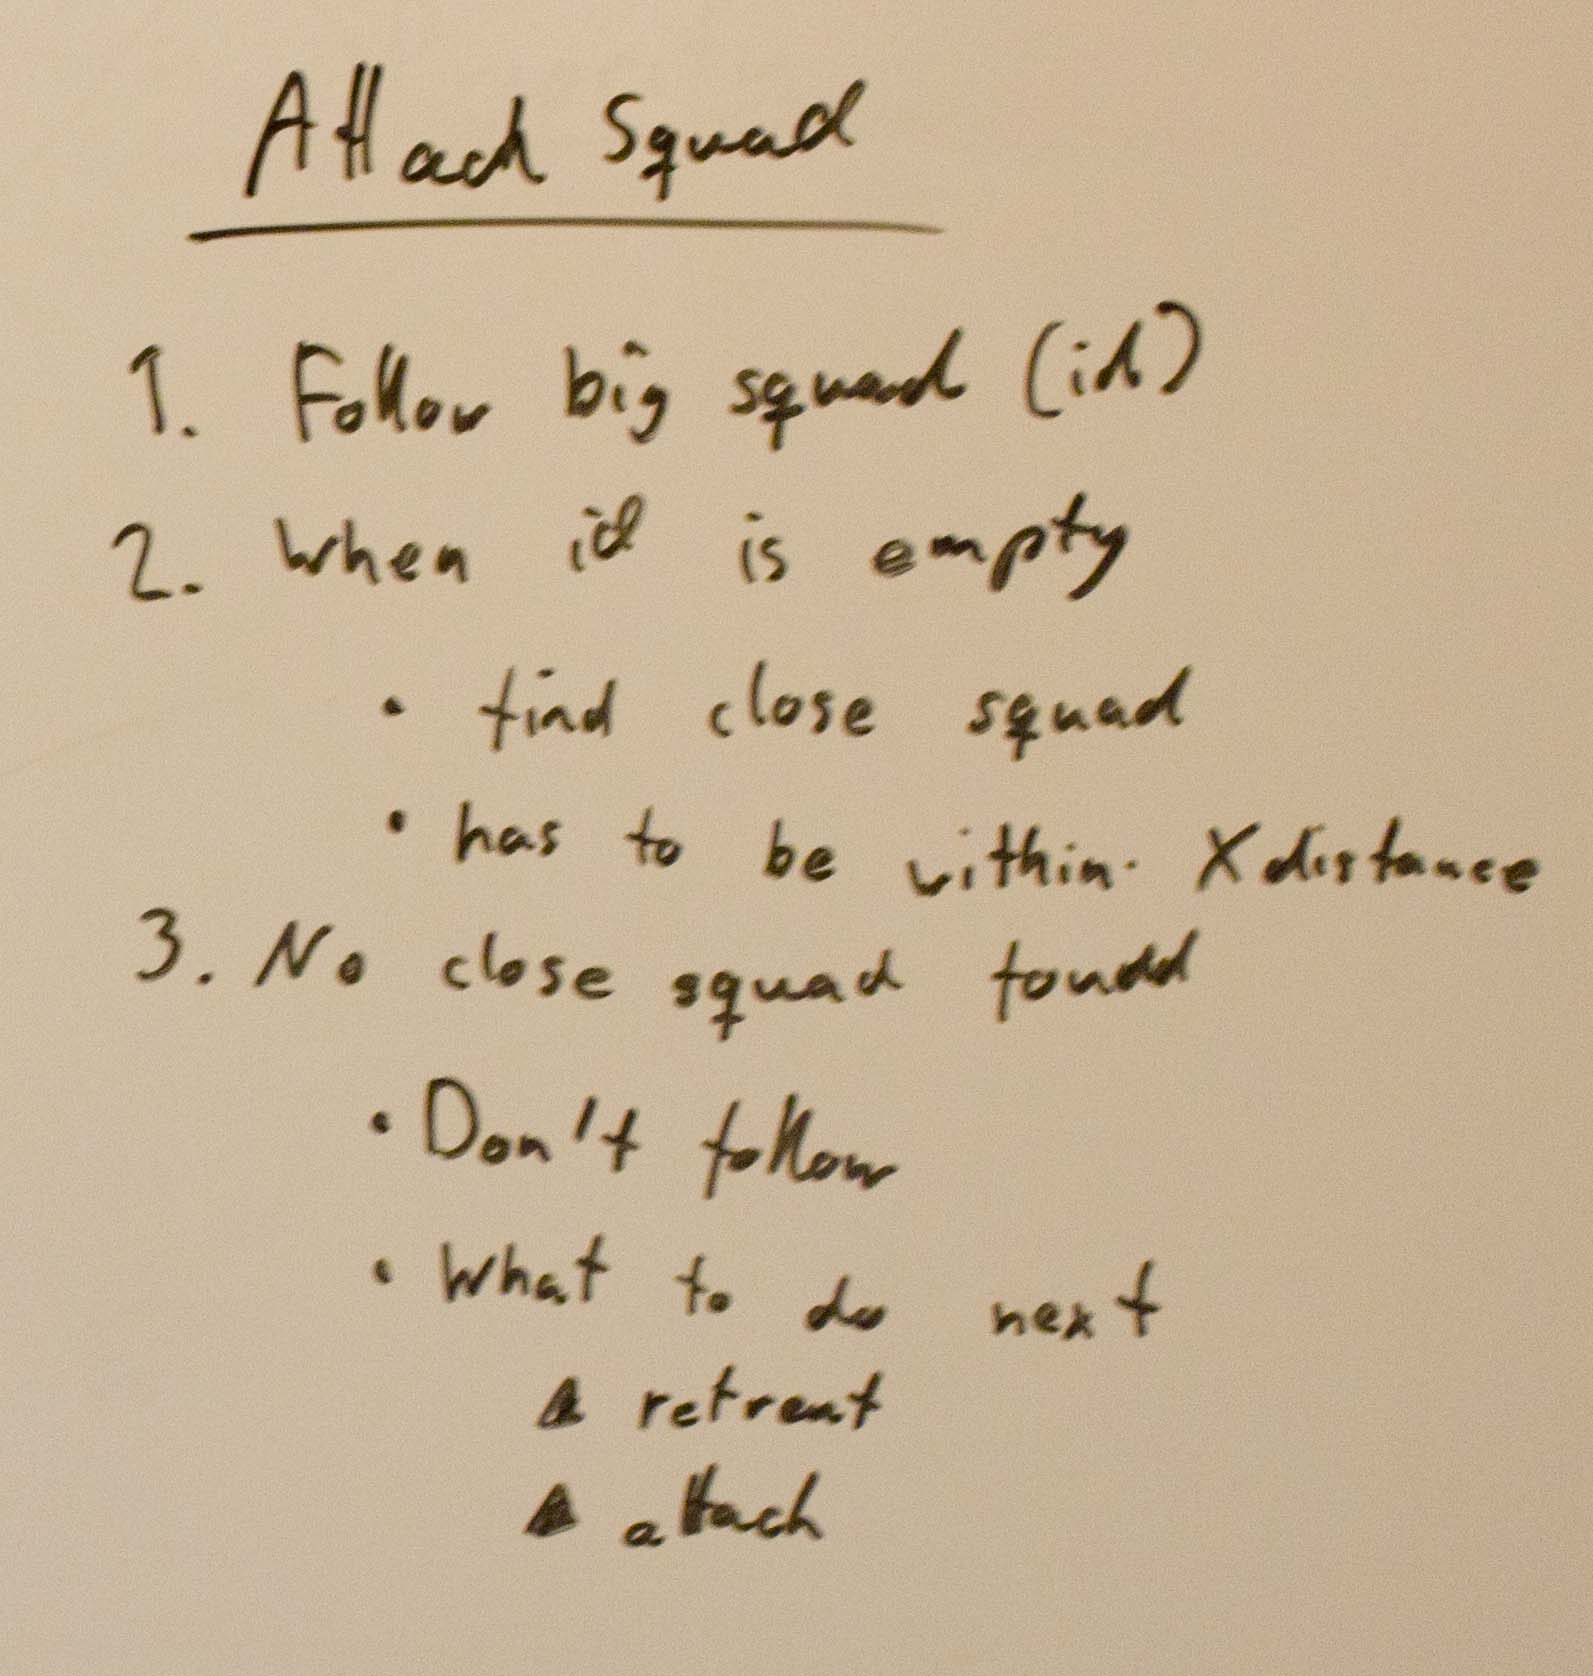 Attack Squad
1. Follow big squad (id)
2. When id is empty
• find close squad
• has to be within X distance
3. No close squad found
• Don't follow
• What to do next
▲ retreat
▲ attack